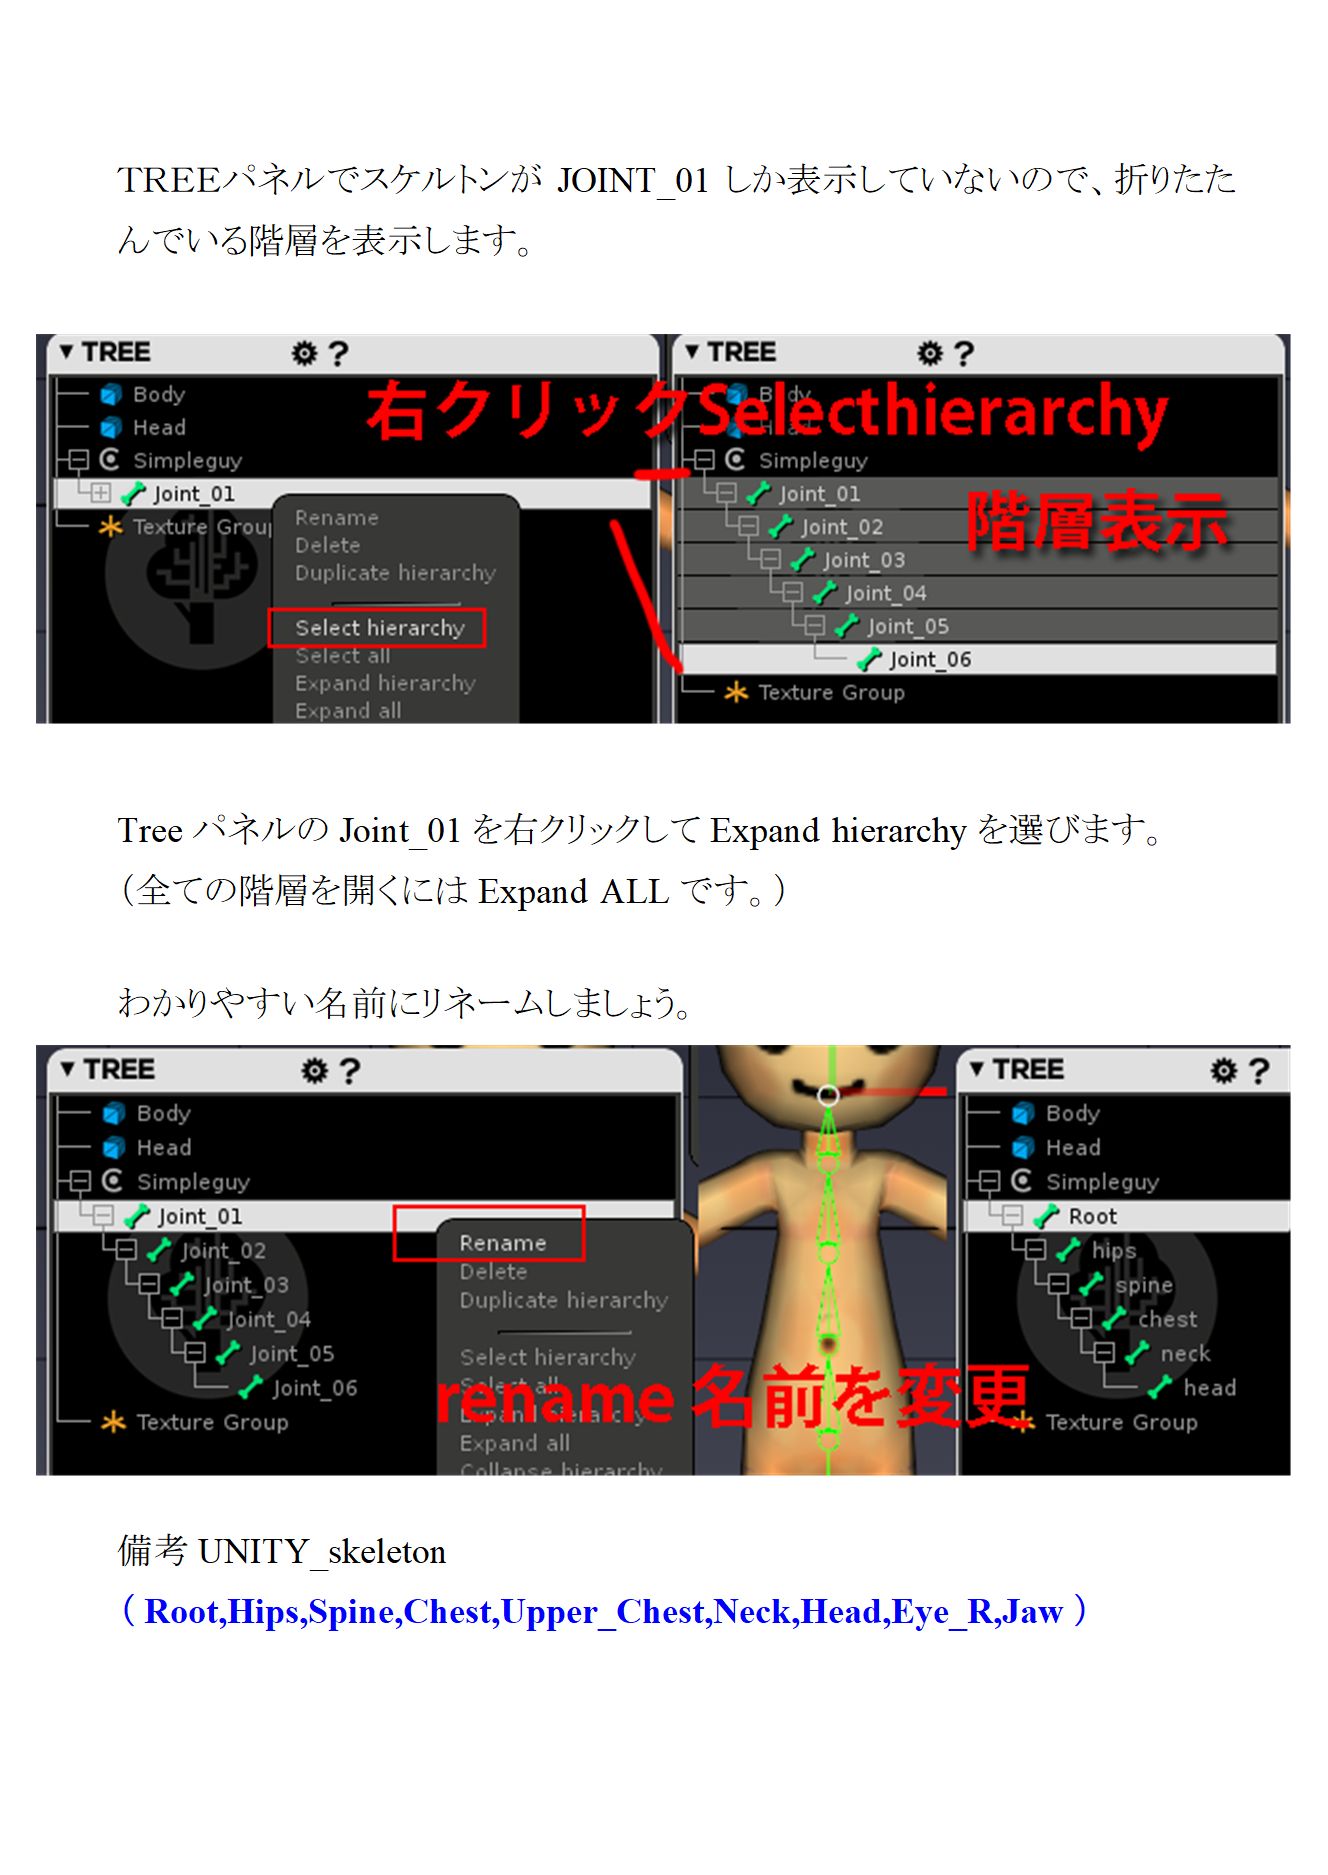 ＴＲＥＥパネルでスケルトンが JOINT_01 しか表示していないので、折りたた
んでいる階層を表示します。
▼ TREE ?
Body
Head
Simpleguy
Joint_01
Texture Group
Rename
Delete
Duplicate hierarchy
Select hierarchy
Select all
Expand hierarchy
Expand all
右クリックSelecthierarchy
▼ TREE ?
Body
Head
Simpleguy
Joint_01
Joint_02
Joint_03
Joint_04
Joint_05
Joint_06
Texture Group
階層表示
Tree パネルの Joint_01 を右クリックして Expand hierarchy を選びます。
（全ての階層を開くには Expand ALL です。）
わかりやすい名前にリネームしましょう。
▼ TREE ?
Body
Head
Simpleguy
Joint_01
Joint_02
Joint_03
Joint_04
Joint_05
Joint_06
Texture Group
Rename
Delete
Duplicate hierarchy
Select hierarchy
Select all
Expand hierarchy
Expand all
Collapse hierarchy
rename 名前を変更
▼ TREE ?
Body
Head
Simpleguy
Root
hips
spine
chest
neck
head
Texture Group
備考 UNITY_skeleton
（ Root,Hips,Spine,Chest,Upper_Chest,Neck,Head,Eye_R,Jaw ）